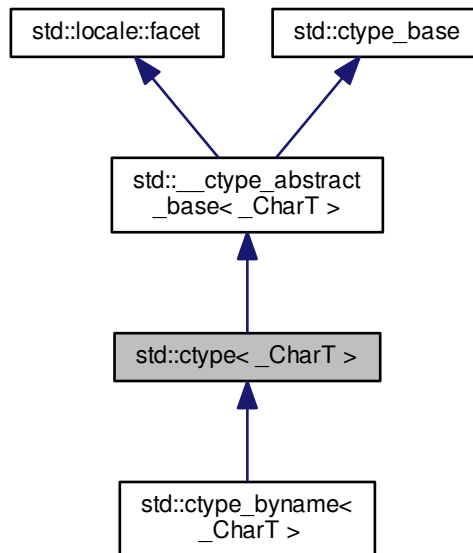 std::locale::facet
std::ctype_base
std::__ctype_abstract
_base< _CharT >
std::ctype< _CharT >
std::ctype_byname<
_CharT >